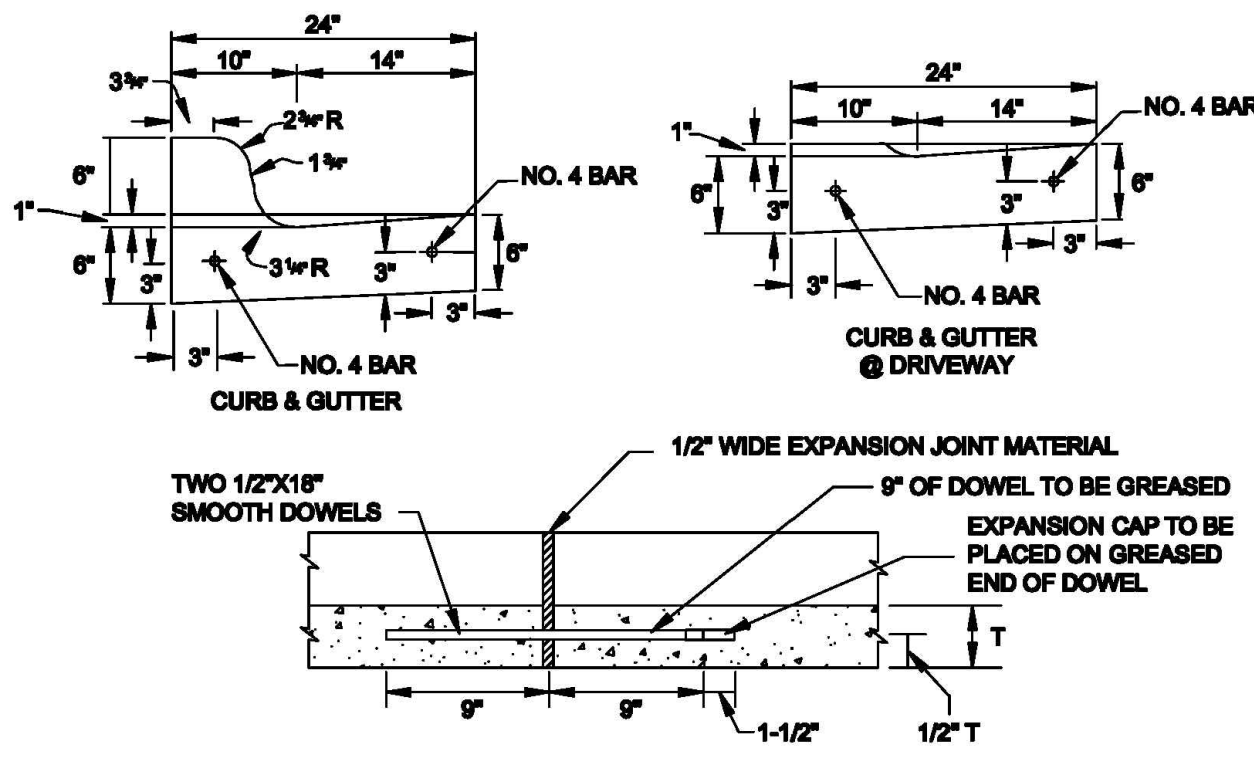 24"
10"
14"
3¾"
2¾" R
1¾"
6"
NO. 4 BAR
1"
6"
3"
3¼" R
3"
6"
3"
3"
NO. 4 BAR
CURB & GUTTER
24"
10"
14"
NO. 4 BAR
1"
6"
3"
3"
6"
3"
3"
NO. 4 BAR
CURB & GUTTER
@ DRIVEWAY
1/2" WIDE EXPANSION JOINT MATERIAL
TWO 1/2"X18"
SMOOTH DOWELS
9" OF DOWEL TO BE GREASED
EXPANSION CAP TO BE
PLACED ON GREASED
END OF DOWEL
T
9"
9"
1-1/2"
1/2" T